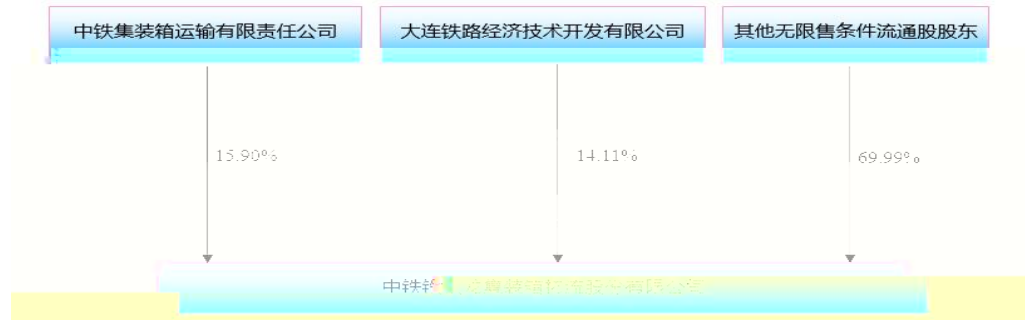 中铁集装箱运输有限责任公司
大连铁路经济技术开发有限公司
其他无限售条件流通股股东
15.90%
14.11%
69.99%
中铁铁